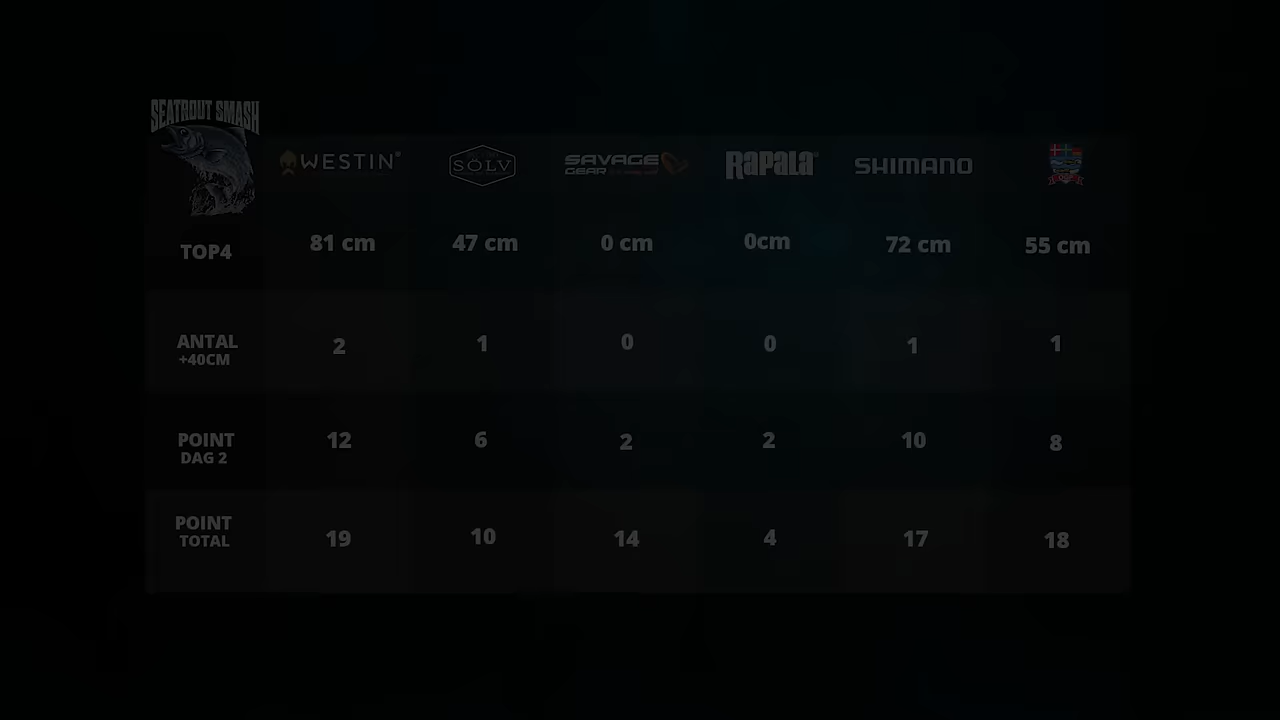 SEATROUT SMASH
WESTIN® SÖLV SAVAGE GEAR RAPALA® SHIMANO
TOP4 81 cm 47 cm 0 cm 0cm 72 cm 55 cm
ANTAL +40CM 2 1 0 0 1 1
POINT DAG 2 12 6 2 2 10 8
POINT TOTAL 19 10 14 4 17 18